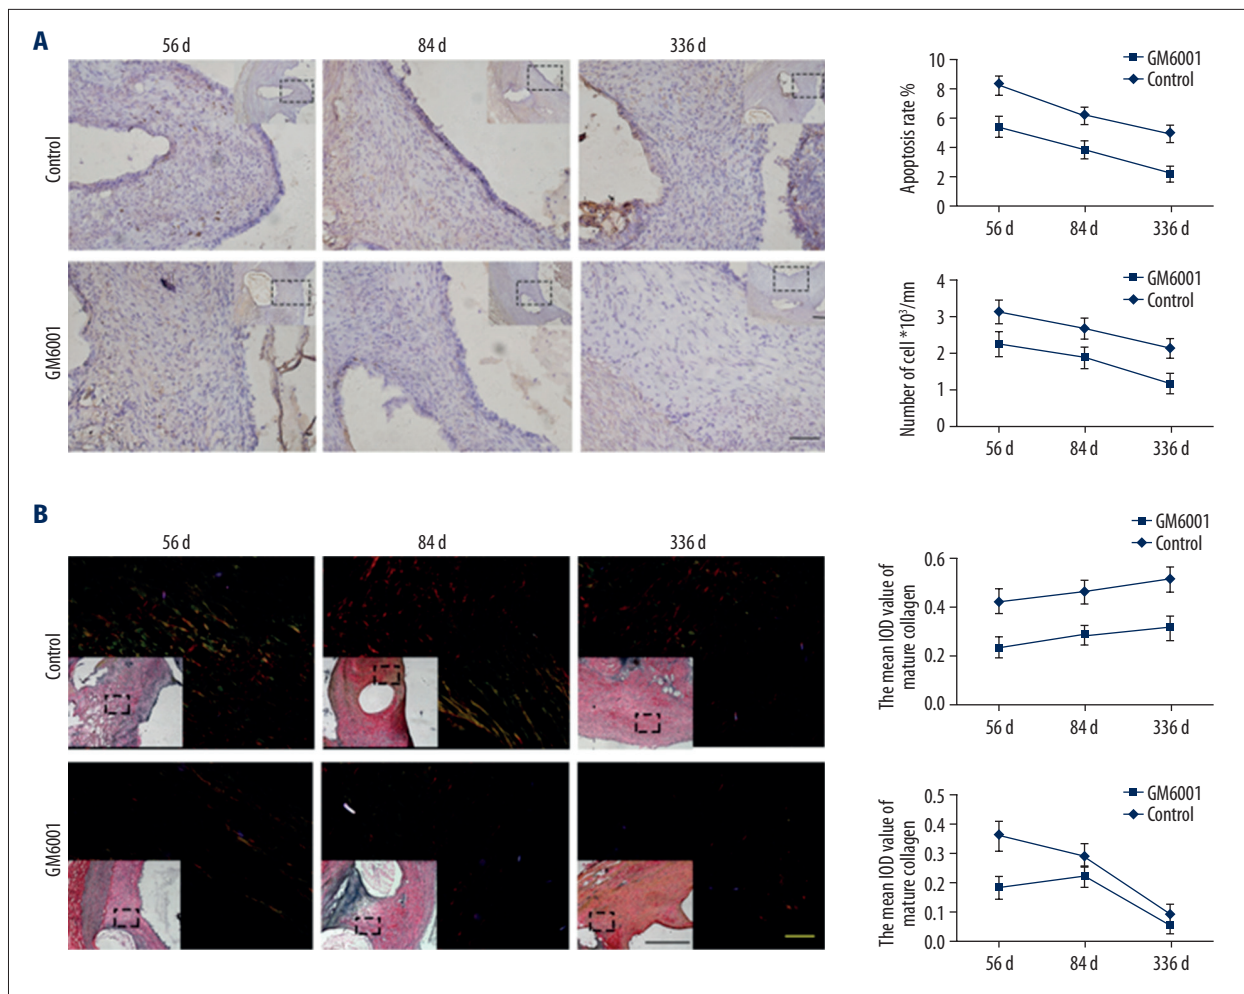 A
56 d
84 d
336 d
Control
GM6001
GM6001
Control
Apoptosis rate %
10
8
6
4
2
0
56 d
84 d
336 d
GM6001
Control
Number of cell *10³/mn
4
3
2
1
0
56 d
84 d
336 d
B
56 d
84 d
336 d
Control
GM6001
GM6001
Control
The mean IOD value of
mature collagen
0.6
0.4
0.2
0.0
56 d
84 d
336 d
GM6001
Control
The mean IOD value of
mature collagen
0.5
0.4
0.3
0.2
0.1
0.0
56 d
84 d
336 d